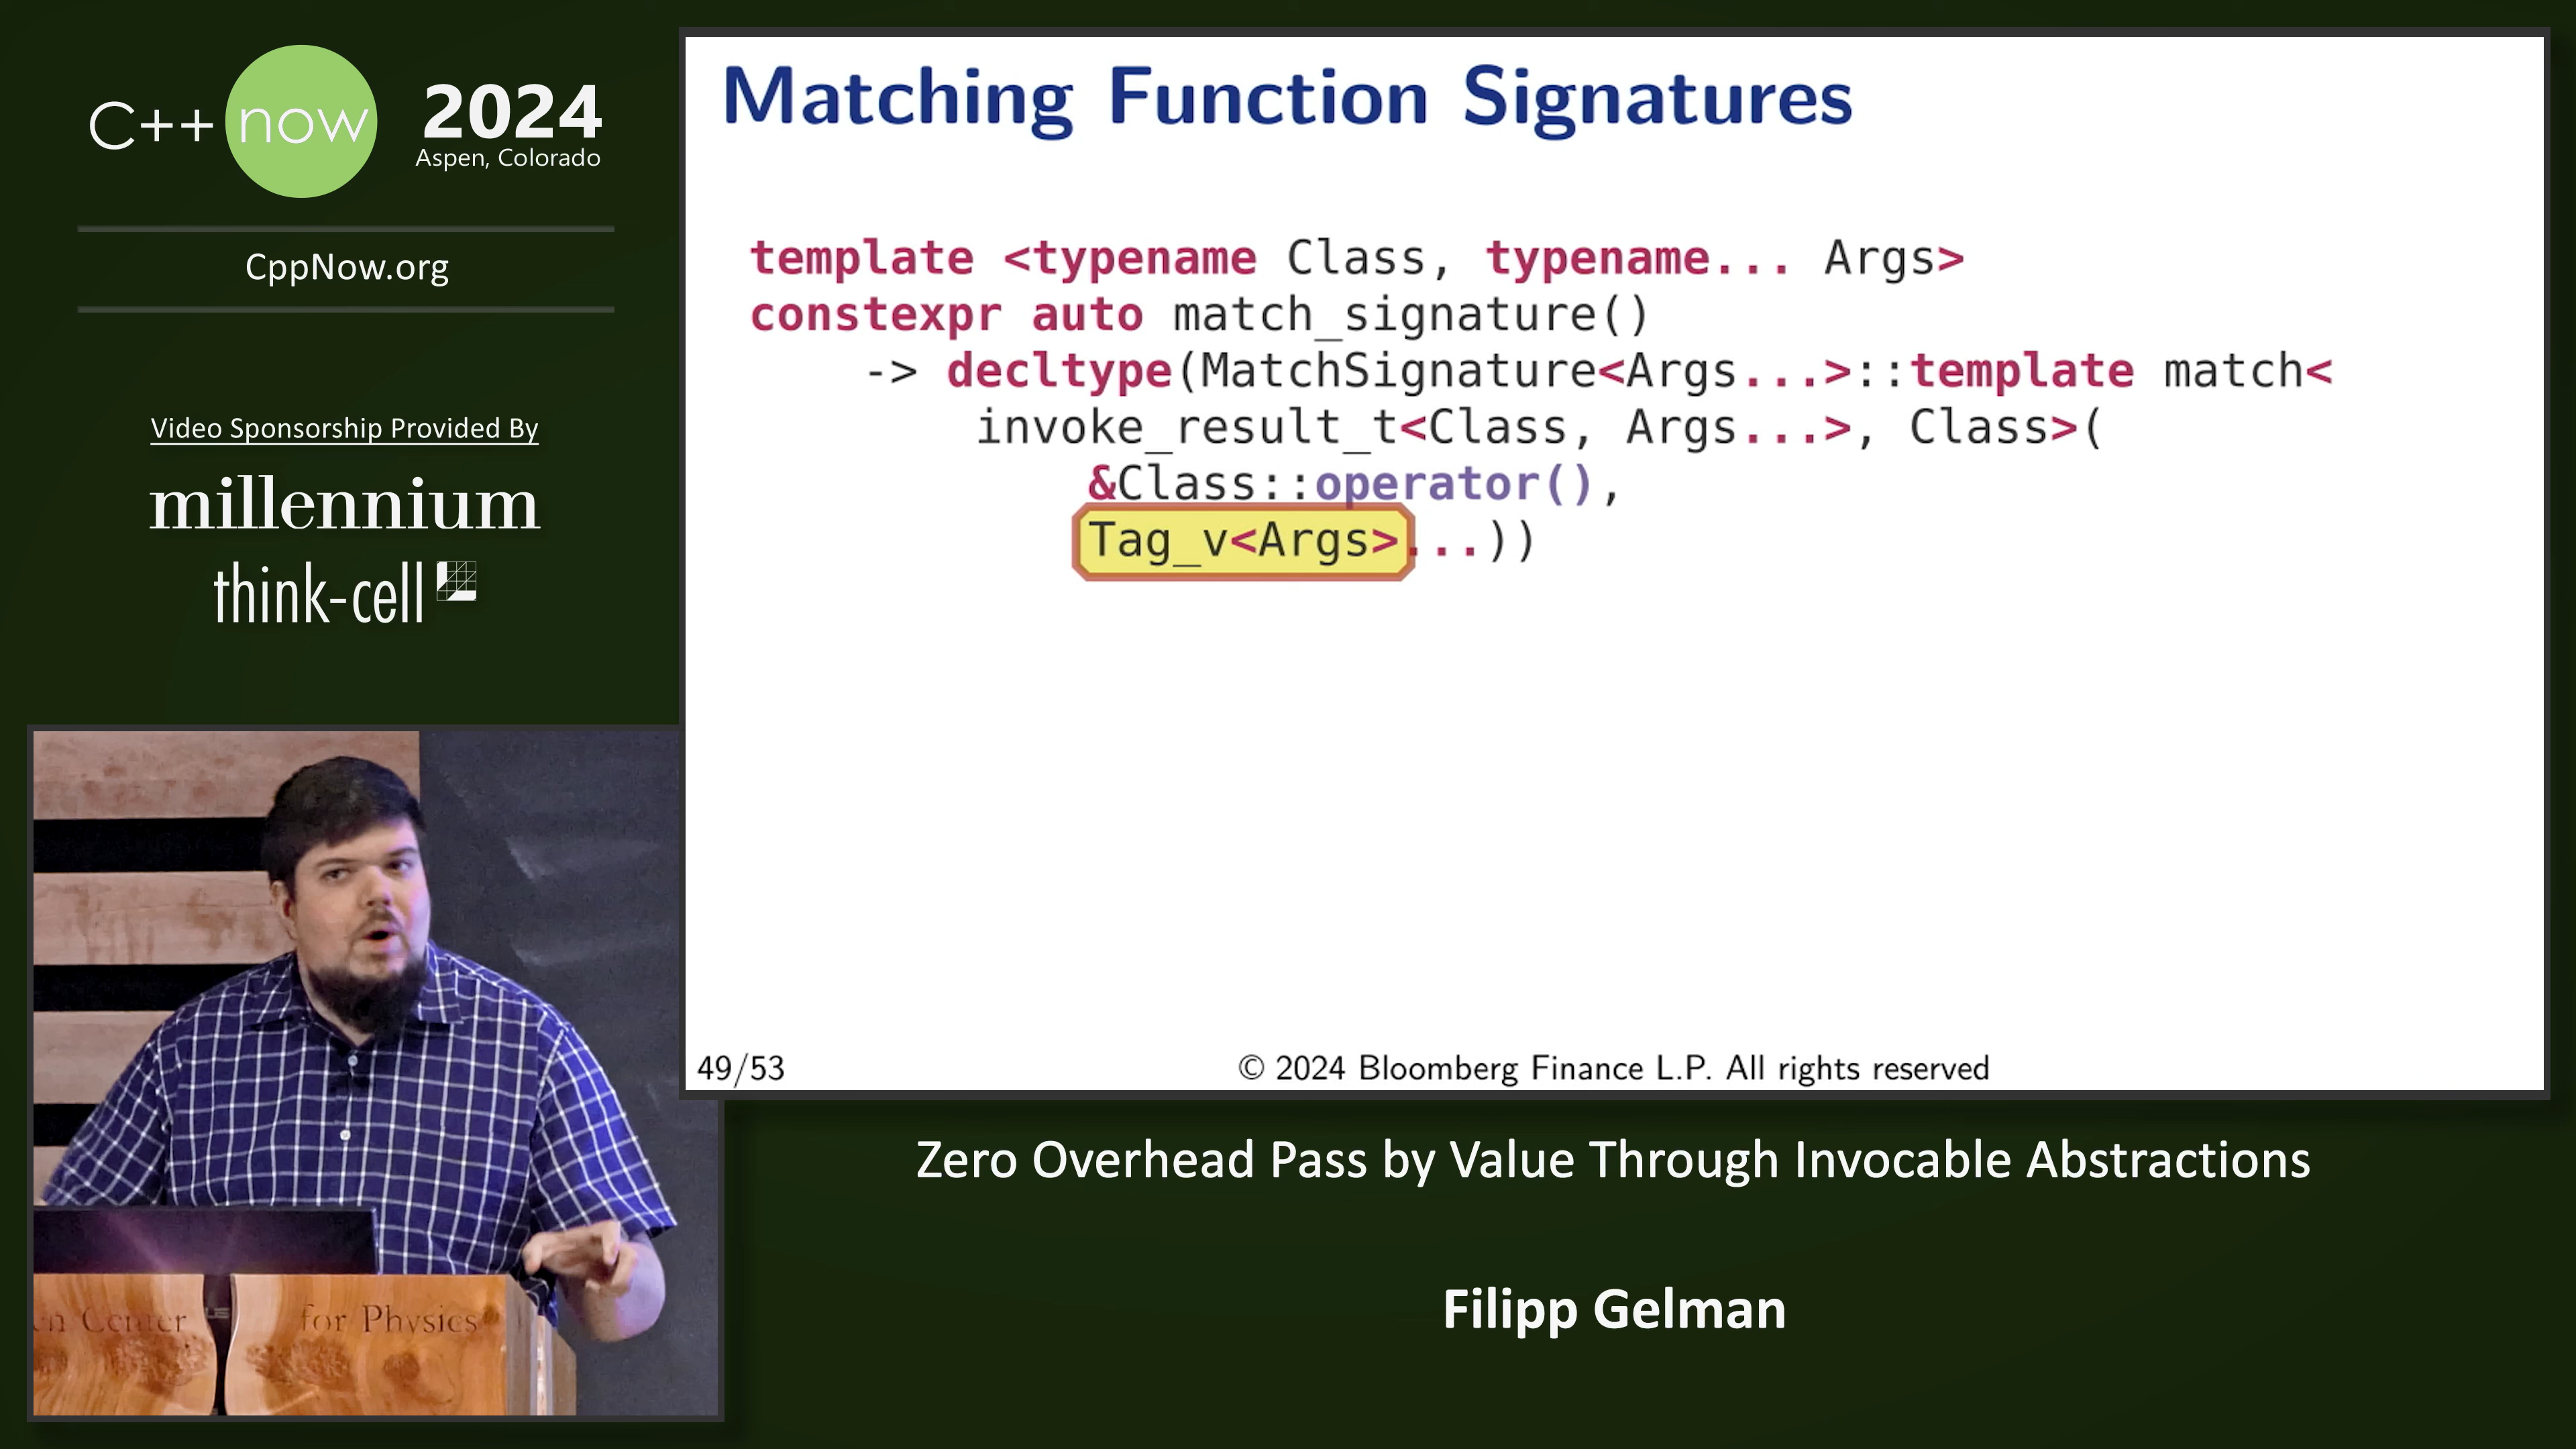 C++ now 2024
Aspen, Colorado
CppNow.org
Video Sponsorship Provided By
millennium
think-cell
Matching Function Signatures
template <typename Class, typename... Args>
constexpr auto match_signature()
-> decltype(MatchSignature<Args...>::template match<
invoke_result_t<Class, Args...>, Class>(
&Class::operator(),
Tag_v<Args>...))
49/53
© 2024 Bloomberg Finance L.P. All rights reserved
Center
for Physics
Zero Overhead Pass by Value Through Invocable Abstractions
Filipp Gelman